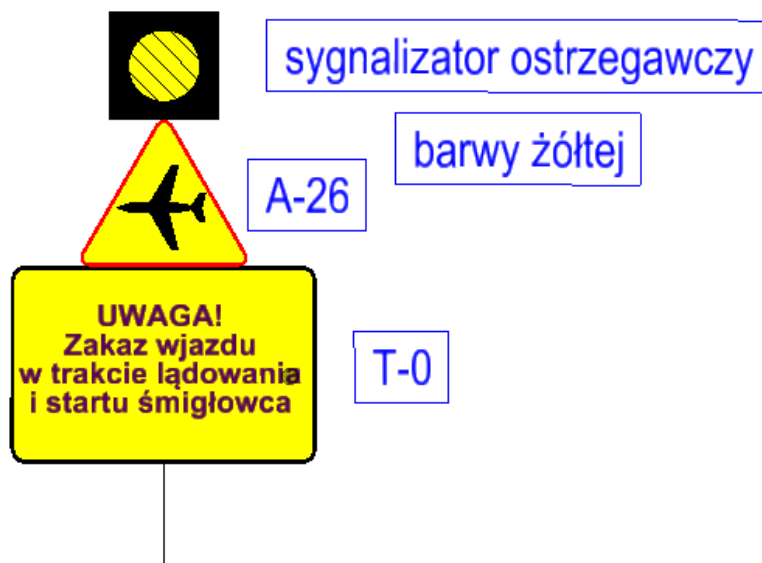 sygnalizator ostrzegawczy
barwy żółtej
A-26
UWAGA!
Zakaz wjazdu
w trakcie lądowania
i startu śmigłowca
T-0